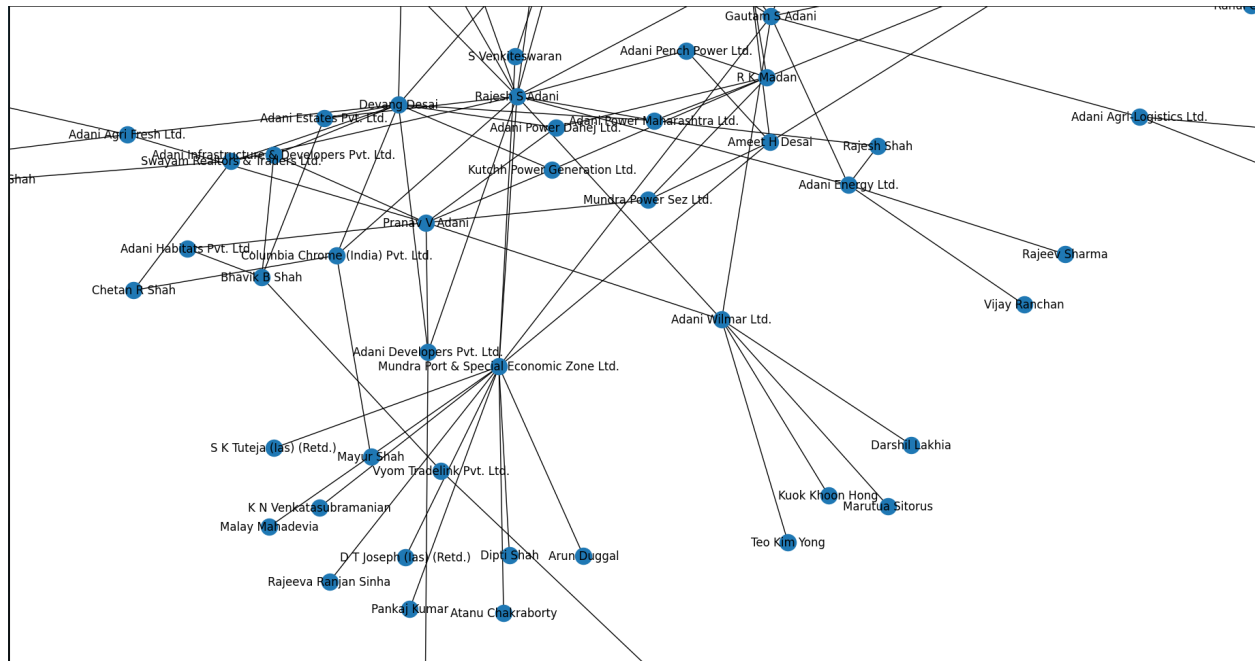 Gautam S Adani
S Venkiteswaran
Adani Pench Power Ltd.
R K Madan
Rajesh S Adani
Devang Desai
Adani Estates Pvt. Ltd.
Adani Power Maharashtra Ltd.
Adani Power Dahej Ltd.
Adani Agri Logistics Ltd.
Adani Agri Fresh Ltd.
Ameet H Desai
Rajesh Shah
Adani Infrastructure & Developers Pvt. Ltd.
Swayam Realtors & Traders Ltd.
Kutchh Power Generation Ltd.
Shah
Adani Energy Ltd.
Mundra Power Sez Ltd.
Pranav V Adani
Adani Habitats Pvt. Ltd.
Columbia Chrome (India) Pvt. Ltd.
Rajeev Sharma
Bhavik B Shah
Chetan R Shah
Vijay Ranchan
Adani Wilmar Ltd.
Adani Developers Pvt. Ltd.
Mundra Port & Special Economic Zone Ltd.
S K Tuteja (Ias) (Retd.)
Darshil Lakhia
Mayur Shah
Vyom Tradelink Pvt. Ltd.
Kuok Khoon Hong
Marutua Sitorus
K N Venkatasubramanian
Malay Mahadevia
Teo Kim Yong
D T Joseph (Ias) (Retd.)
Dipti Shah
Arun Duggal
Rajeeva Ranjan Sinha
Pankaj Kumar
Atanu Chakraborty